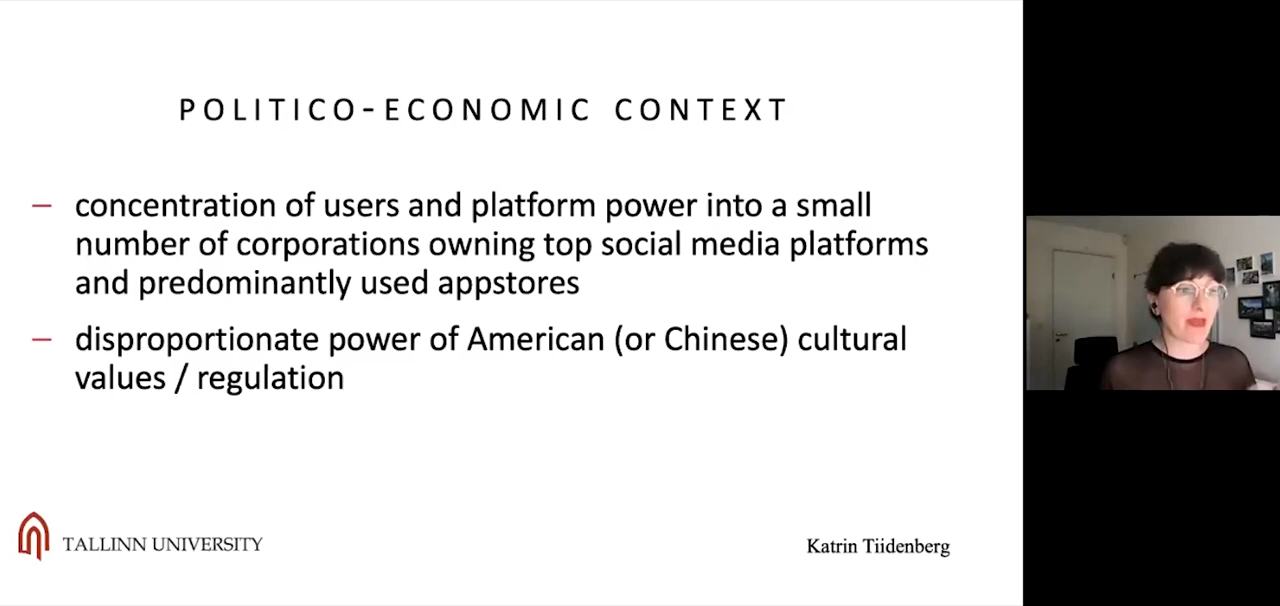 POLITICO-ECONOMIC CONTEXT
– concentration of users and platform power into a small
number of corporations owning top social media platforms
and predominantly used appstores
– disproportionate power of American (or Chinese) cultural
values / regulation
TALLINN UNIVERSITY
Katrin Tiidenberg